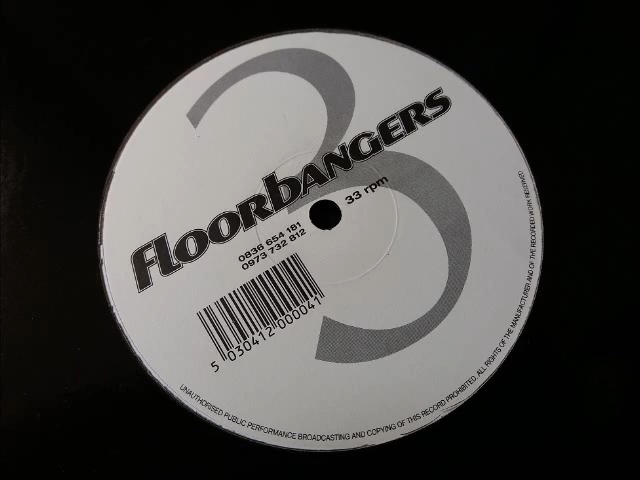 3
FLOORbANGERS
33 rpm
0836 654 181
0973 732 812
5 030412 000041
UNAUTHORISED PUBLIC PERFORMANCE BROADCASTING AND COPYING OF THIS RECORD PROHIBITED. ALL RIGHTS OF THE MANUFACTURER AND OF THE RECORDED WORK RESERVED